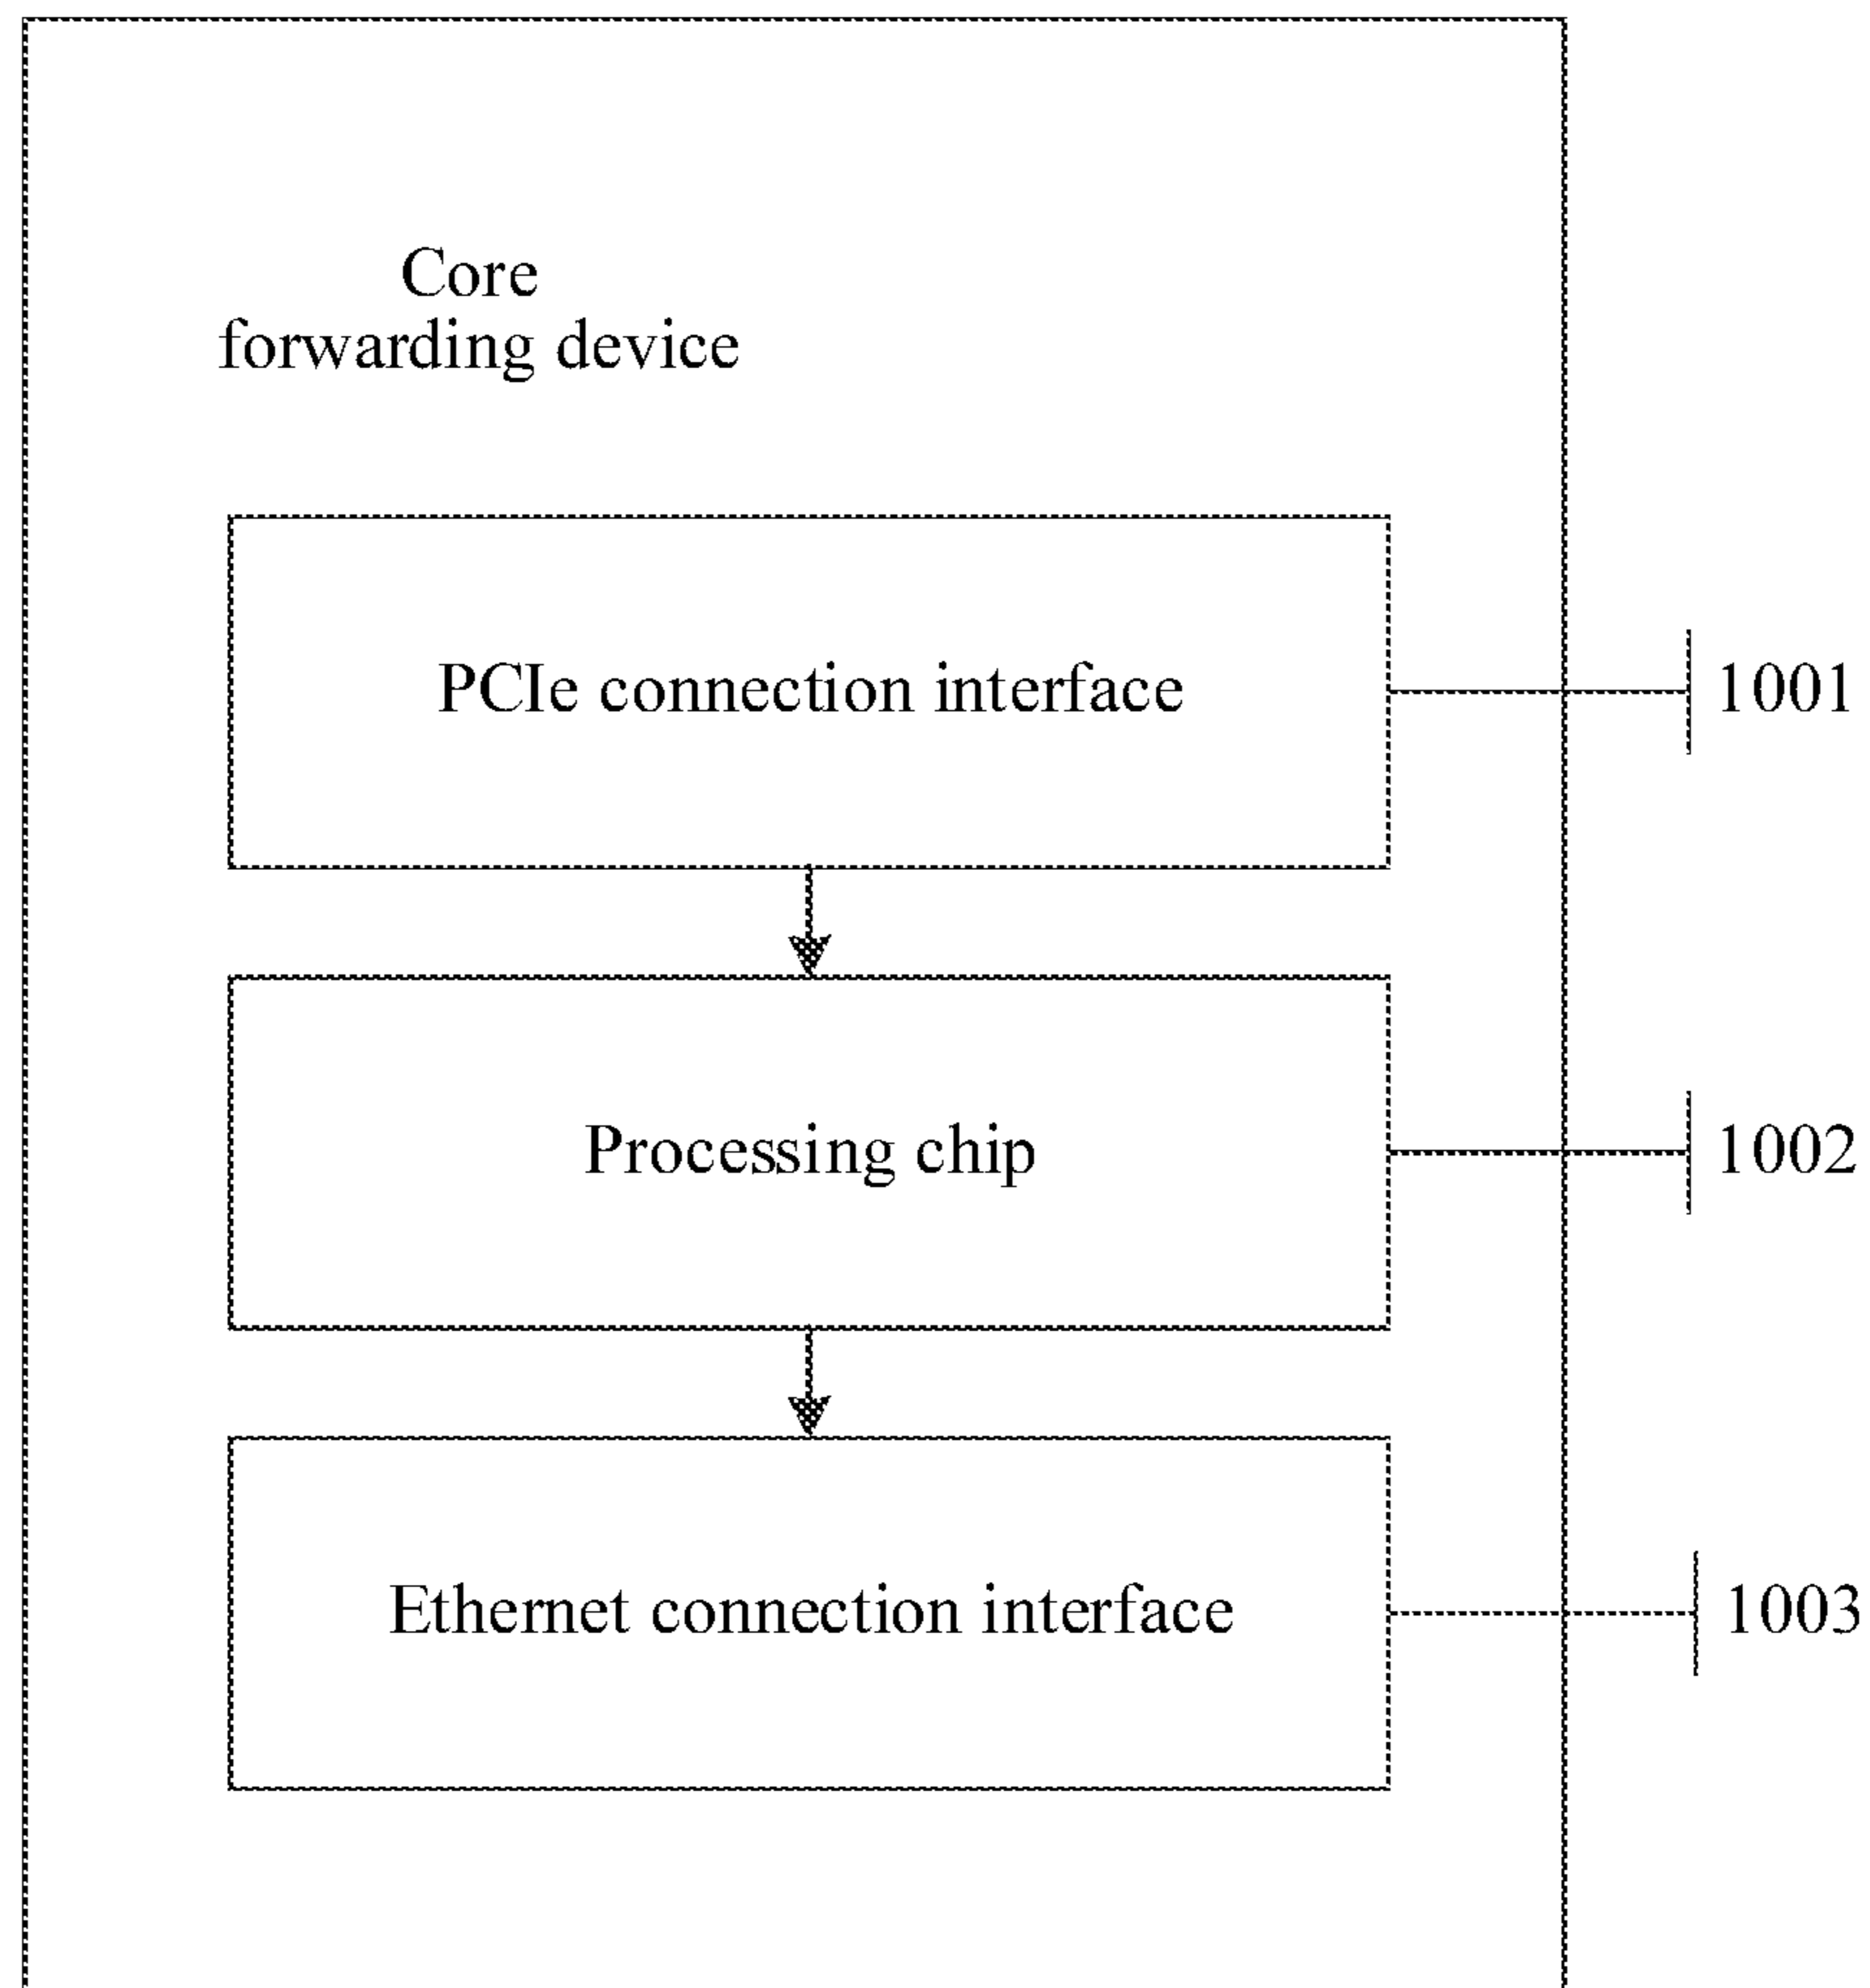 Core
forwarding device
PCIe connection interface
1001
Processing chip
1002
Ethernet connection interface
1003